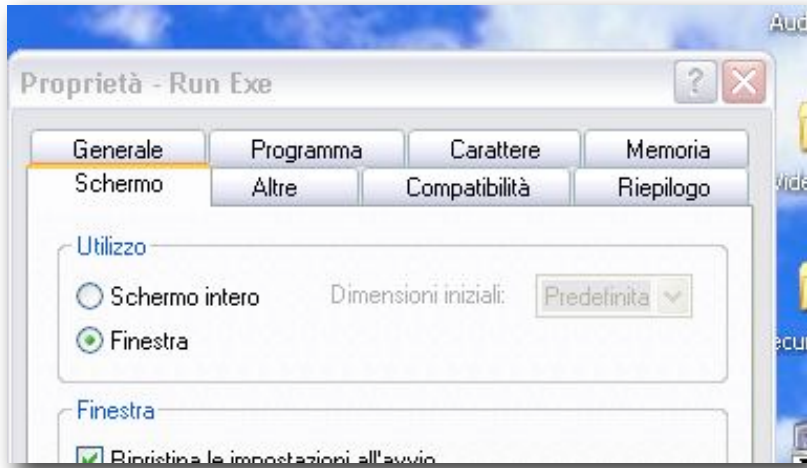 Proprietà - Run Exe
Generale Programma Carattere Memoria
Schermo Altre Compatibilità Riepilogo
Utilizzo
Schermo intero Dimensioni iniziali: Predefinita
Finestra
Finestra
Ripristina le impostazioni all'avvio